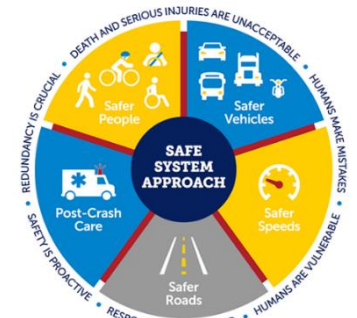 DEATH AND SERIOUS INJURIES ARE UNACCEPTABLE
HUMANS MAKE MISTAKES
HUMANS ARE VULNERABLE
SAFETY IS PROACTIVE
REDUNDANCY IS CRUCIAL
Safer
People
Safer
Vehicles
SAFE
SYSTEM
APPROACH
Post-Crash
Care
Safer
Speeds
Safer
Roads